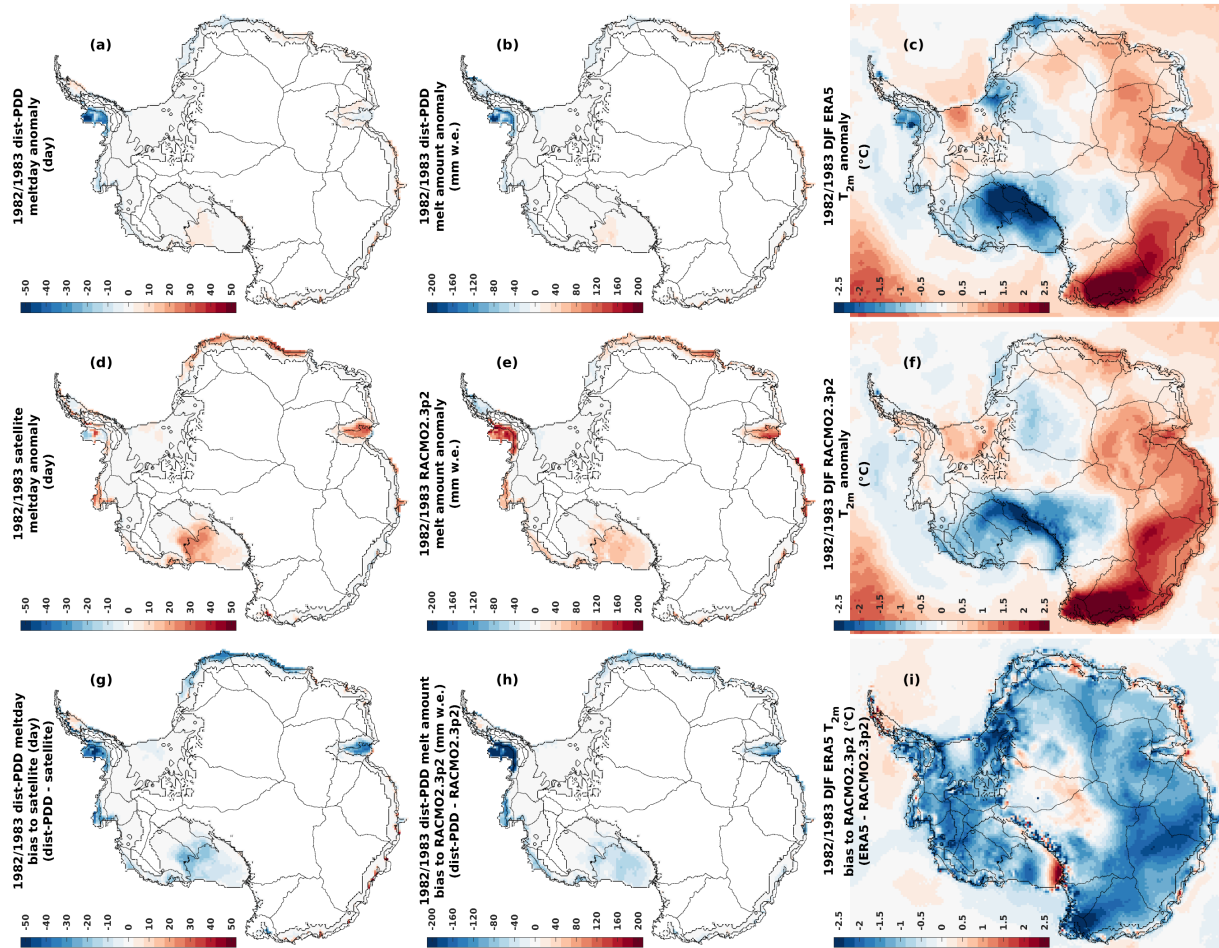 1982/1983 dist-PDD
meltday anomaly
(day)
(a)
-50
-40
-30
-20
-10
0
10
20
30
40
50
1982/1983 dist-PDD
melt amount anomaly
(mm w.e.)
(b)
-200
-160
-120
-80
-40
0
40
80
120
160
200
1982/1983 DJF ERA5
T2m anomaly
(°C)
(c)
-2.5
-2
-1.5
-1
-0.5
0
0.5
1
1.5
2
2.5
1982/1983 satellite
meltday anomaly
(day)
(d)
-50
-40
-30
-20
-10
0
10
20
30
40
50
1982/1983 RACMO2.3p2
melt amount anomaly
(mm w.e.)
(e)
-200
-160
-120
-80
-40
0
40
80
120
160
200
1982/1983 DJF RACMO2.3p2
T2m anomaly
(°C)
(f)
-2.5
-2
-1.5
-1
-0.5
0
0.5
1
1.5
2
2.5
1982/1983 dist-PDD meltday
bias to satellite (day)
(dist-PDD - satellite)
(g)
-50
-40
-30
-20
-10
0
10
20
30
40
50
1982/1983 dist-PDD melt amount
bias to RACMO2.3p2 (mm w.e.)
(dist-PDD - RACMO2.3p2)
(h)
-200
-160
-120
-80
-40
0
40
80
120
160
200
1982/1983 DJF ERA5 T2m
bias to RACMO2.3p2 (°C)
(ERA5 - RACMO2.3p2)
(i)
-2.5
-2
-1.5
-1
-0.5
0
0.5
1
1.5
2
2.5